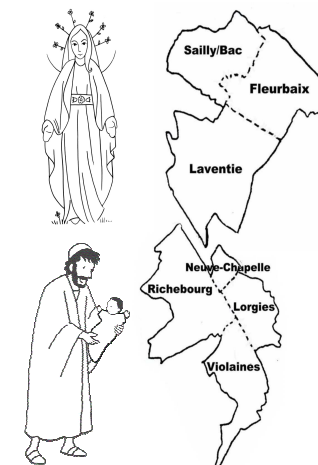 Sailly/Bac
Fleurbaix
Laventie
Neuve-Chapelle
Richebourg
Lorgies
Violaines